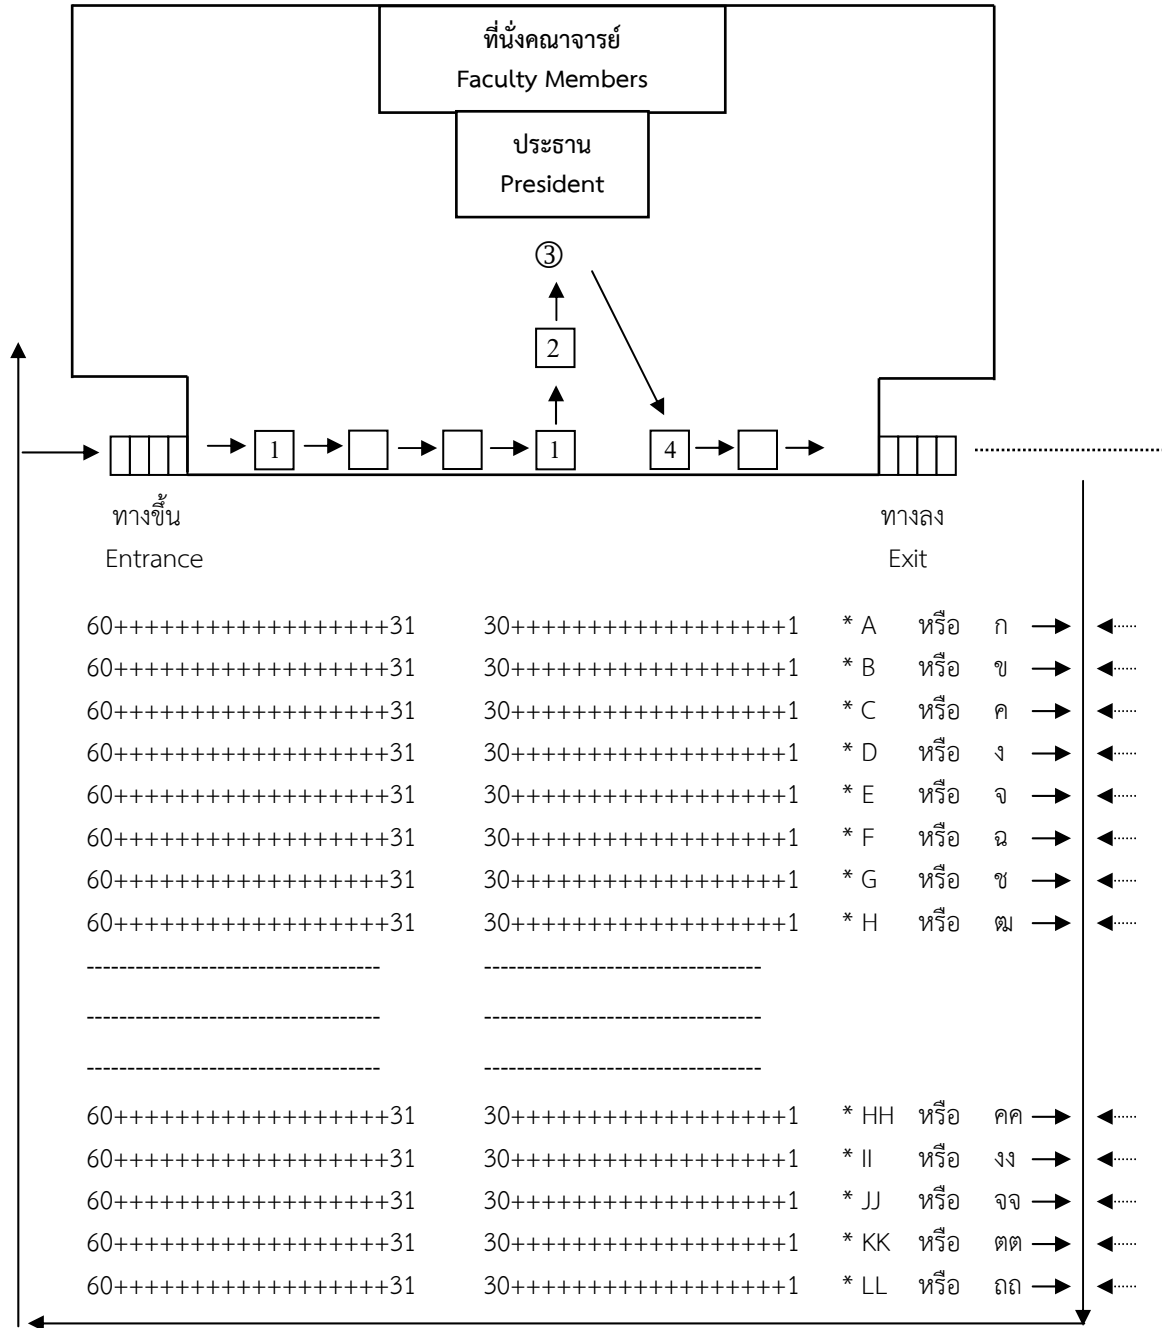 ที่นั่งคณาจารย์
Faculty Members
ประธาน
President
③
2
1 1 4
ทางขึ้น ทางลง
Entrance Exit
60++++++++++++++++++31 30++++++++++++++++++1 * A หรือ ก
60++++++++++++++++++31 30++++++++++++++++++1 * B หรือ ข
60++++++++++++++++++31 30++++++++++++++++++1 * C หรือ ค
60++++++++++++++++++31 30++++++++++++++++++1 * D หรือ ง
60++++++++++++++++++31 30++++++++++++++++++1 * E หรือ จ
60++++++++++++++++++31 30++++++++++++++++++1 * F หรือ ฉ
60++++++++++++++++++31 30++++++++++++++++++1 * G หรือ ช
60++++++++++++++++++31 30++++++++++++++++++1 * H หรือ ฒ
------------------------------------ ----------------------------------
------------------------------------ ----------------------------------
------------------------------------ ----------------------------------
60++++++++++++++++++31 30++++++++++++++++++1 * HH หรือ คค
60++++++++++++++++++31 30++++++++++++++++++1 * II หรือ งง
60++++++++++++++++++31 30++++++++++++++++++1 * JJ หรือ จจ
60++++++++++++++++++31 30++++++++++++++++++1 * KK หรือ ตต
60++++++++++++++++++31 30++++++++++++++++++1 * LL หรือ ถถ